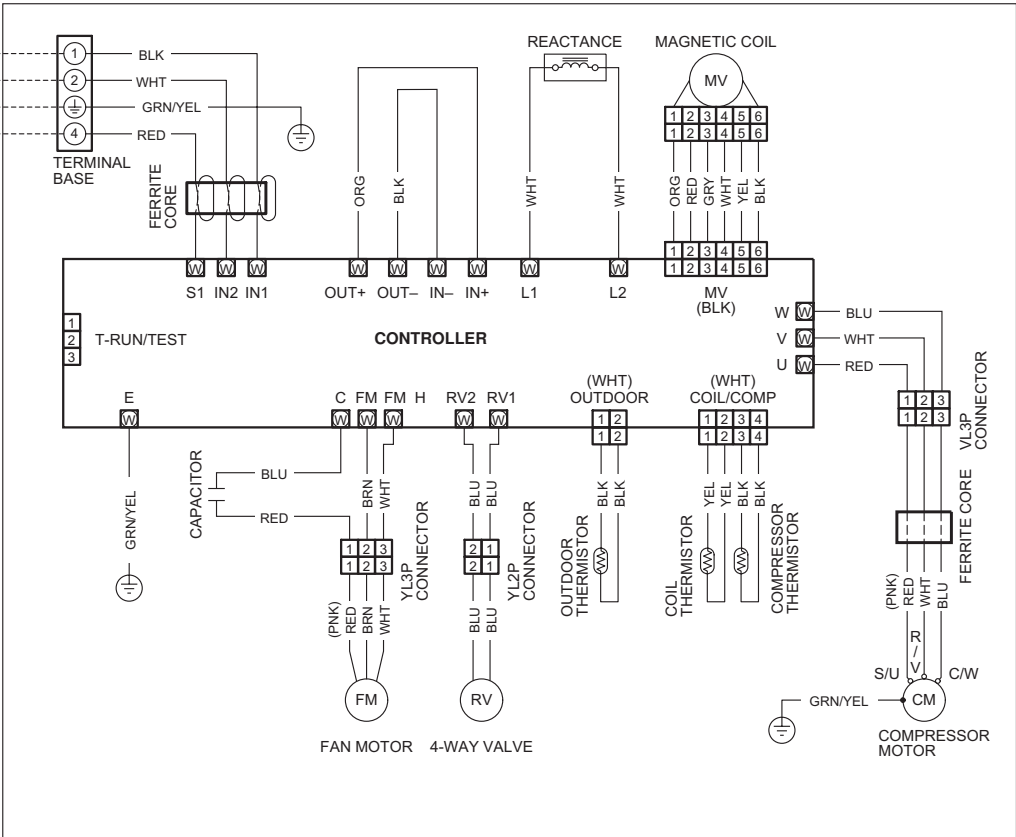 REACTANCE
MAGNETIC COIL
MV
1 BLK
2 WHT
GRN/YEL
4 RED
TERMINAL
BASE
FERRITE
CORE
ORG
BLK
WHT
WHT
1 2 3 4 5 6
1 2 3 4 5 6
ORG
RED
GRY
WHT
YEL
BLK
1 2 3 4 5 6
1 2 3 4 5 6
W W W W W W W W W
S1 IN2 IN1 OUT+ OUT– IN– IN+ L1 L2
MV
(BLK)
1
2
3
T-RUN/TEST
CONTROLLER
W W BLU
V W WHT
U W RED
E C FM FM H RV2 RV1
W W W W W W
(WHT)
OUTDOOR
1 2
1 2
(WHT)
COIL/COMP
1 2 3 4
1 2 3 4
1 2 3
1 2 3
VL3P
CONNECTOR
GRN/YEL
CAPACITOR
BLU
RED
BRN
WHT
1 2 3
1 2 3
YL3P
CONNECTOR
(PNK)
RED
BRN
WHT
FM
FAN MOTOR
BLU
BLU
2 1
2 1
YL2P
CONNECTOR
BLU
BLU
RV
4-WAY VALVE
BLK
BLK
OUTDOOR
THERMISTOR
YEL
YEL
BLK
BLK
COIL
THERMISTOR
COMPRESSOR
THERMISTOR
FERRITE CORE
(PNK)
RED
WHT
BLU
S/U
R
/
V
C/W
GRN/YEL
CM
COMPRESSOR
MOTOR